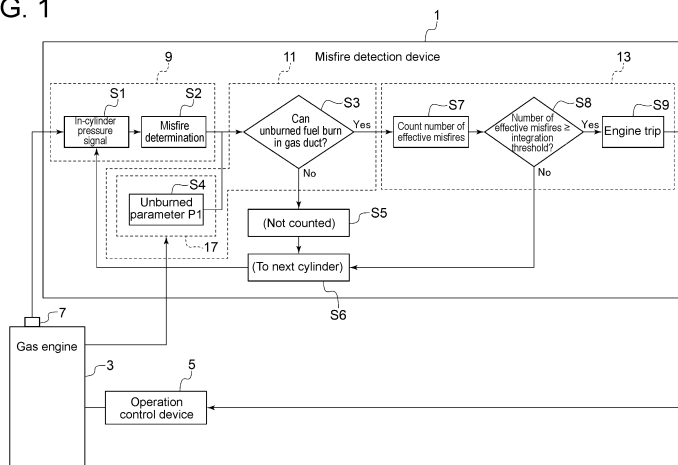 G. 1
1
Misfire detection device
9
11
13
S1
In-cylinder
pressure
signal
S2
Misfire
determination
S3
Can
unburned fuel burn
in gas duct?
Yes
No
S7
Count number of
effective misfires
S8
Number of
effective misfires ≥
integration
threshold?
Yes
No
S9
Engine trip
S4
Unburned
parameter P1
17
(Not counted)
S5
(To next cylinder)
S6
7
Gas engine
3
5
Operation
control device